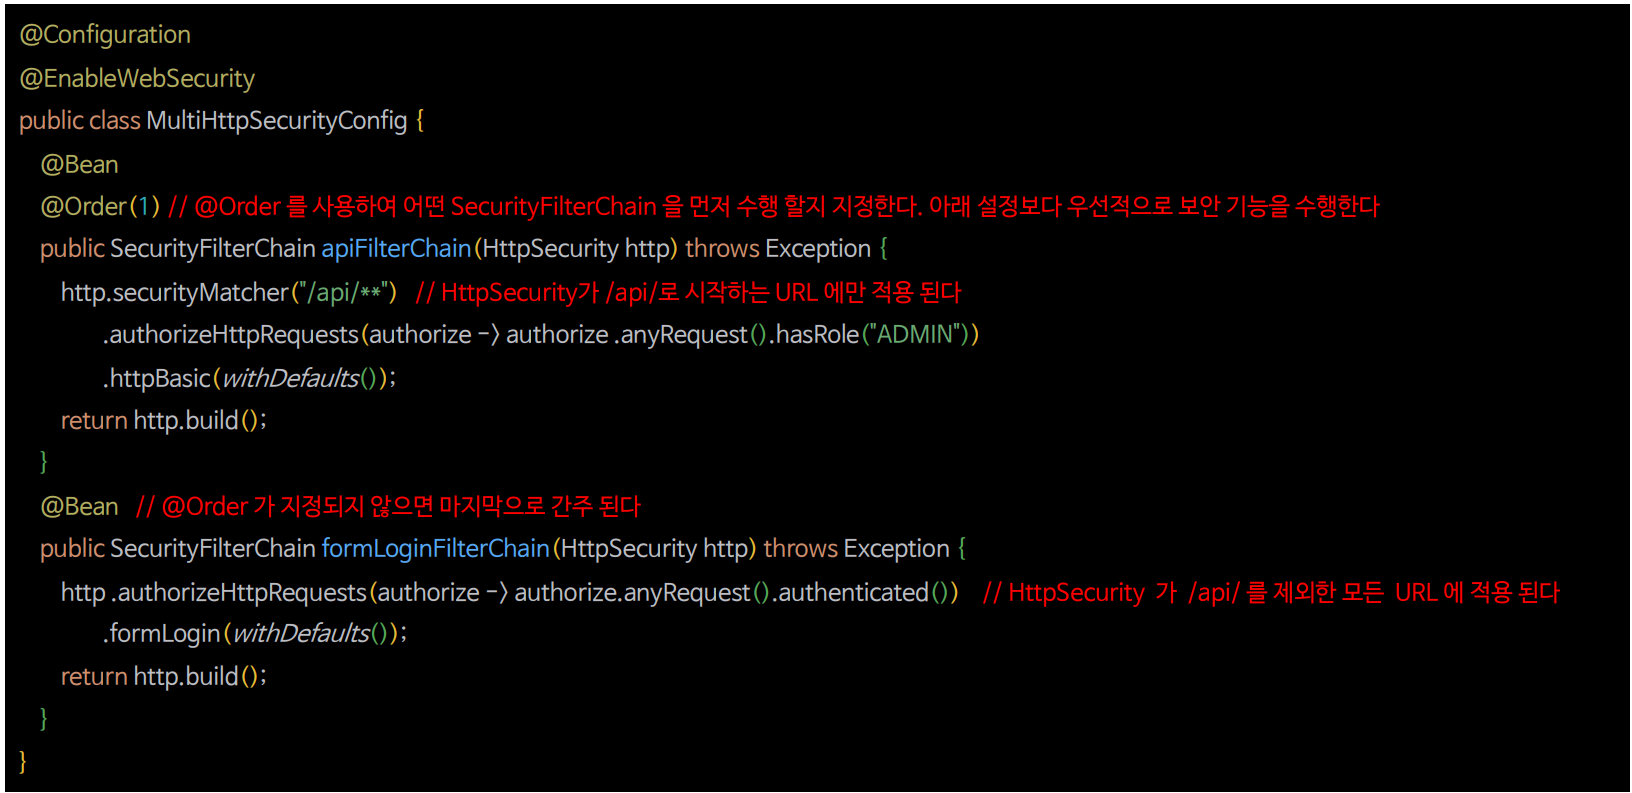 @Configuration
@EnableWebSecurity
public class MultiHttpSecurityConfig {
@Bean
@Order(1) // @Order 를 사용하여 어떤 SecurityFilterChain 을 먼저 수행 할지 지정한다. 아래 설정보다 우선적으로 보안 기능을 수행한다
public SecurityFilterChain apiFilterChain(HttpSecurity http) throws Exception {
http.securityMatcher("/api/**") // HttpSecurity가 /api/로 시작하는 URL 에만 적용 된다
.authorizeHttpRequests(authorize -> authorize .anyRequest().hasRole("ADMIN"))
.httpBasic(withDefaults());
return http.build();
}
@Bean // @Order 가 지정되지 않으면 마지막으로 간주 된다
public SecurityFilterChain formLoginFilterChain(HttpSecurity http) throws Exception {
http .authorizeHttpRequests(authorize -> authorize.anyRequest().authenticated()) // HttpSecurity 가 /api/ 를 제외한 모든 URL 에 적용 된다
.formLogin(withDefaults());
return http.build();
}
}